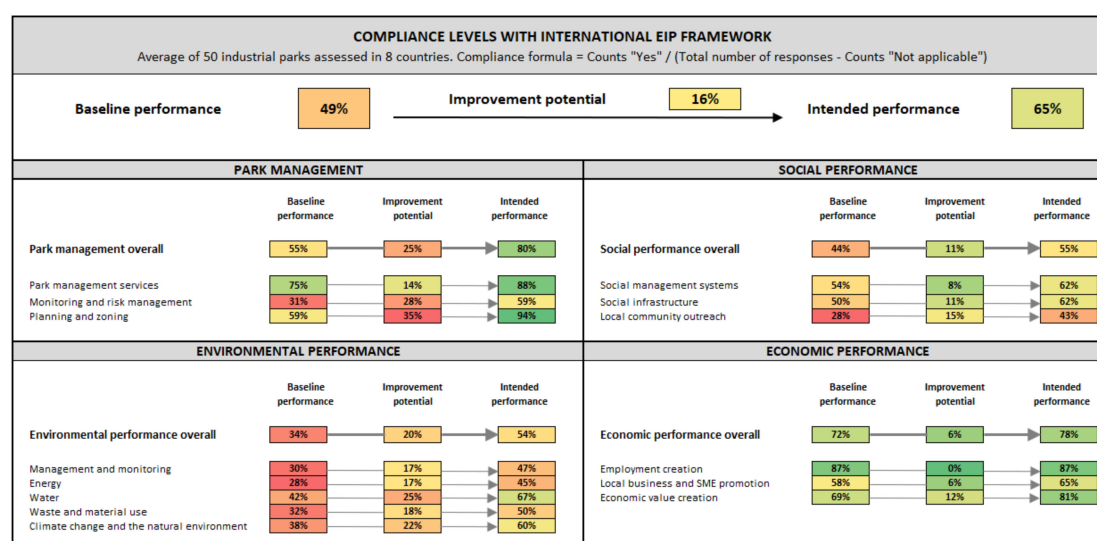 COMPLIANCE LEVELS WITH INTERNATIONAL EIP FRAMEWORK
Average of 50 industrial parks assessed in 8 countries. Compliance formula = Counts "Yes" / (Total number of responses - Counts "Not applicable")
Baseline performance 49% Improvement potential 16% Intended performance 65%
PARK MANAGEMENT
Baseline performance Improvement potential Intended performance
Park management overall 55% 25% 80%
Park management services 75% 14% 88%
Monitoring and risk management 31% 28% 59%
Planning and zoning 59% 35% 94%
SOCIAL PERFORMANCE
Baseline performance Improvement potential Intended performance
Social performance overall 44% 11% 55%
Social management systems 54% 8% 62%
Social infrastructure 50% 11% 62%
Local community outreach 28% 15% 43%
ENVIRONMENTAL PERFORMANCE
Baseline performance Improvement potential Intended performance
Environmental performance overall 34% 20% 54%
Management and monitoring 30% 17% 47%
Energy 28% 17% 45%
Water 42% 25% 67%
Waste and material use 32% 18% 50%
Climate change and the natural environment 38% 22% 60%
ECONOMIC PERFORMANCE
Baseline performance Improvement potential Intended performance
Economic performance overall 72% 6% 78%
Employment creation 87% 0% 87%
Local business and SME promotion 58% 6% 65%
Economic value creation 69% 12% 81%